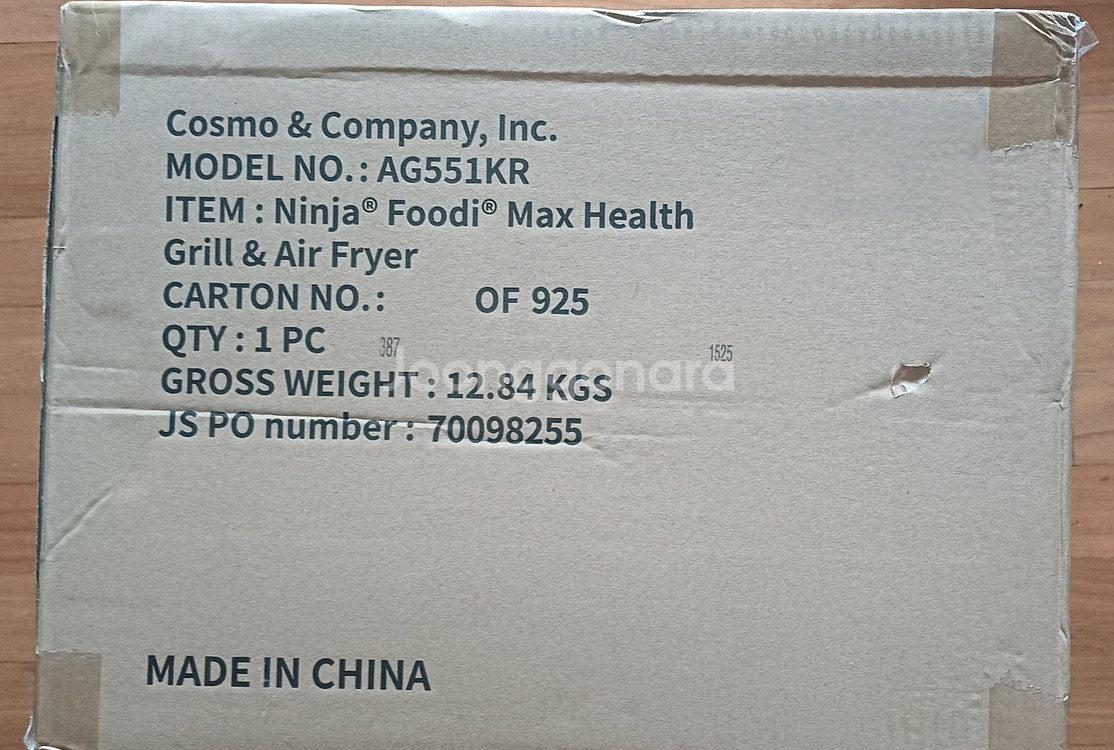 Cosmo & Company, Inc.
MODEL NO.: AG551KR
ITEM : Ninja® Foodi® Max Health
Grill & Air Fryer
CARTON NO.: OF 925
QTY : 1 PC
387 1525
joonggonara
GROSS WEIGHT : 12.84 KGS
JS PO number : 70098255
MADE IN CHINA